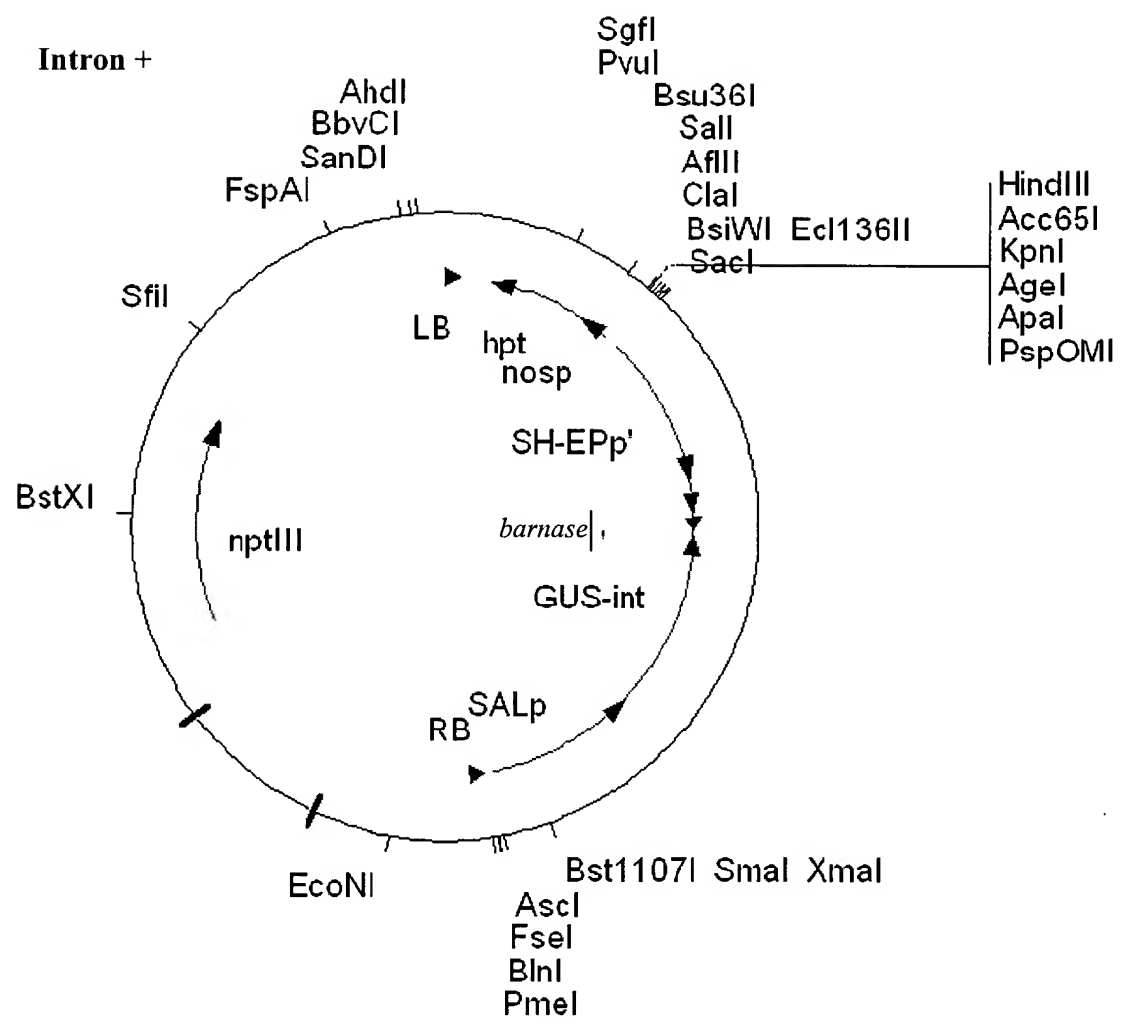 Intron +
SgfI
PvuI
Bsu36I
SalI
AflII
ClaI
BsiWI Ecl136II
SacI
AhdI
BbvCI
SanDI
FspAI
HindIII
Acc65I
KpnI
AgeI
ApaI
PspOMI
SfiI
LB
hpt
nosp
SH-EPp'
BstXI
nptIII
barnase
GUS-int
SALp
RB
EcoNI
Bst1107I SmaI XmaI
AscI
FseI
BlnI
PmeI